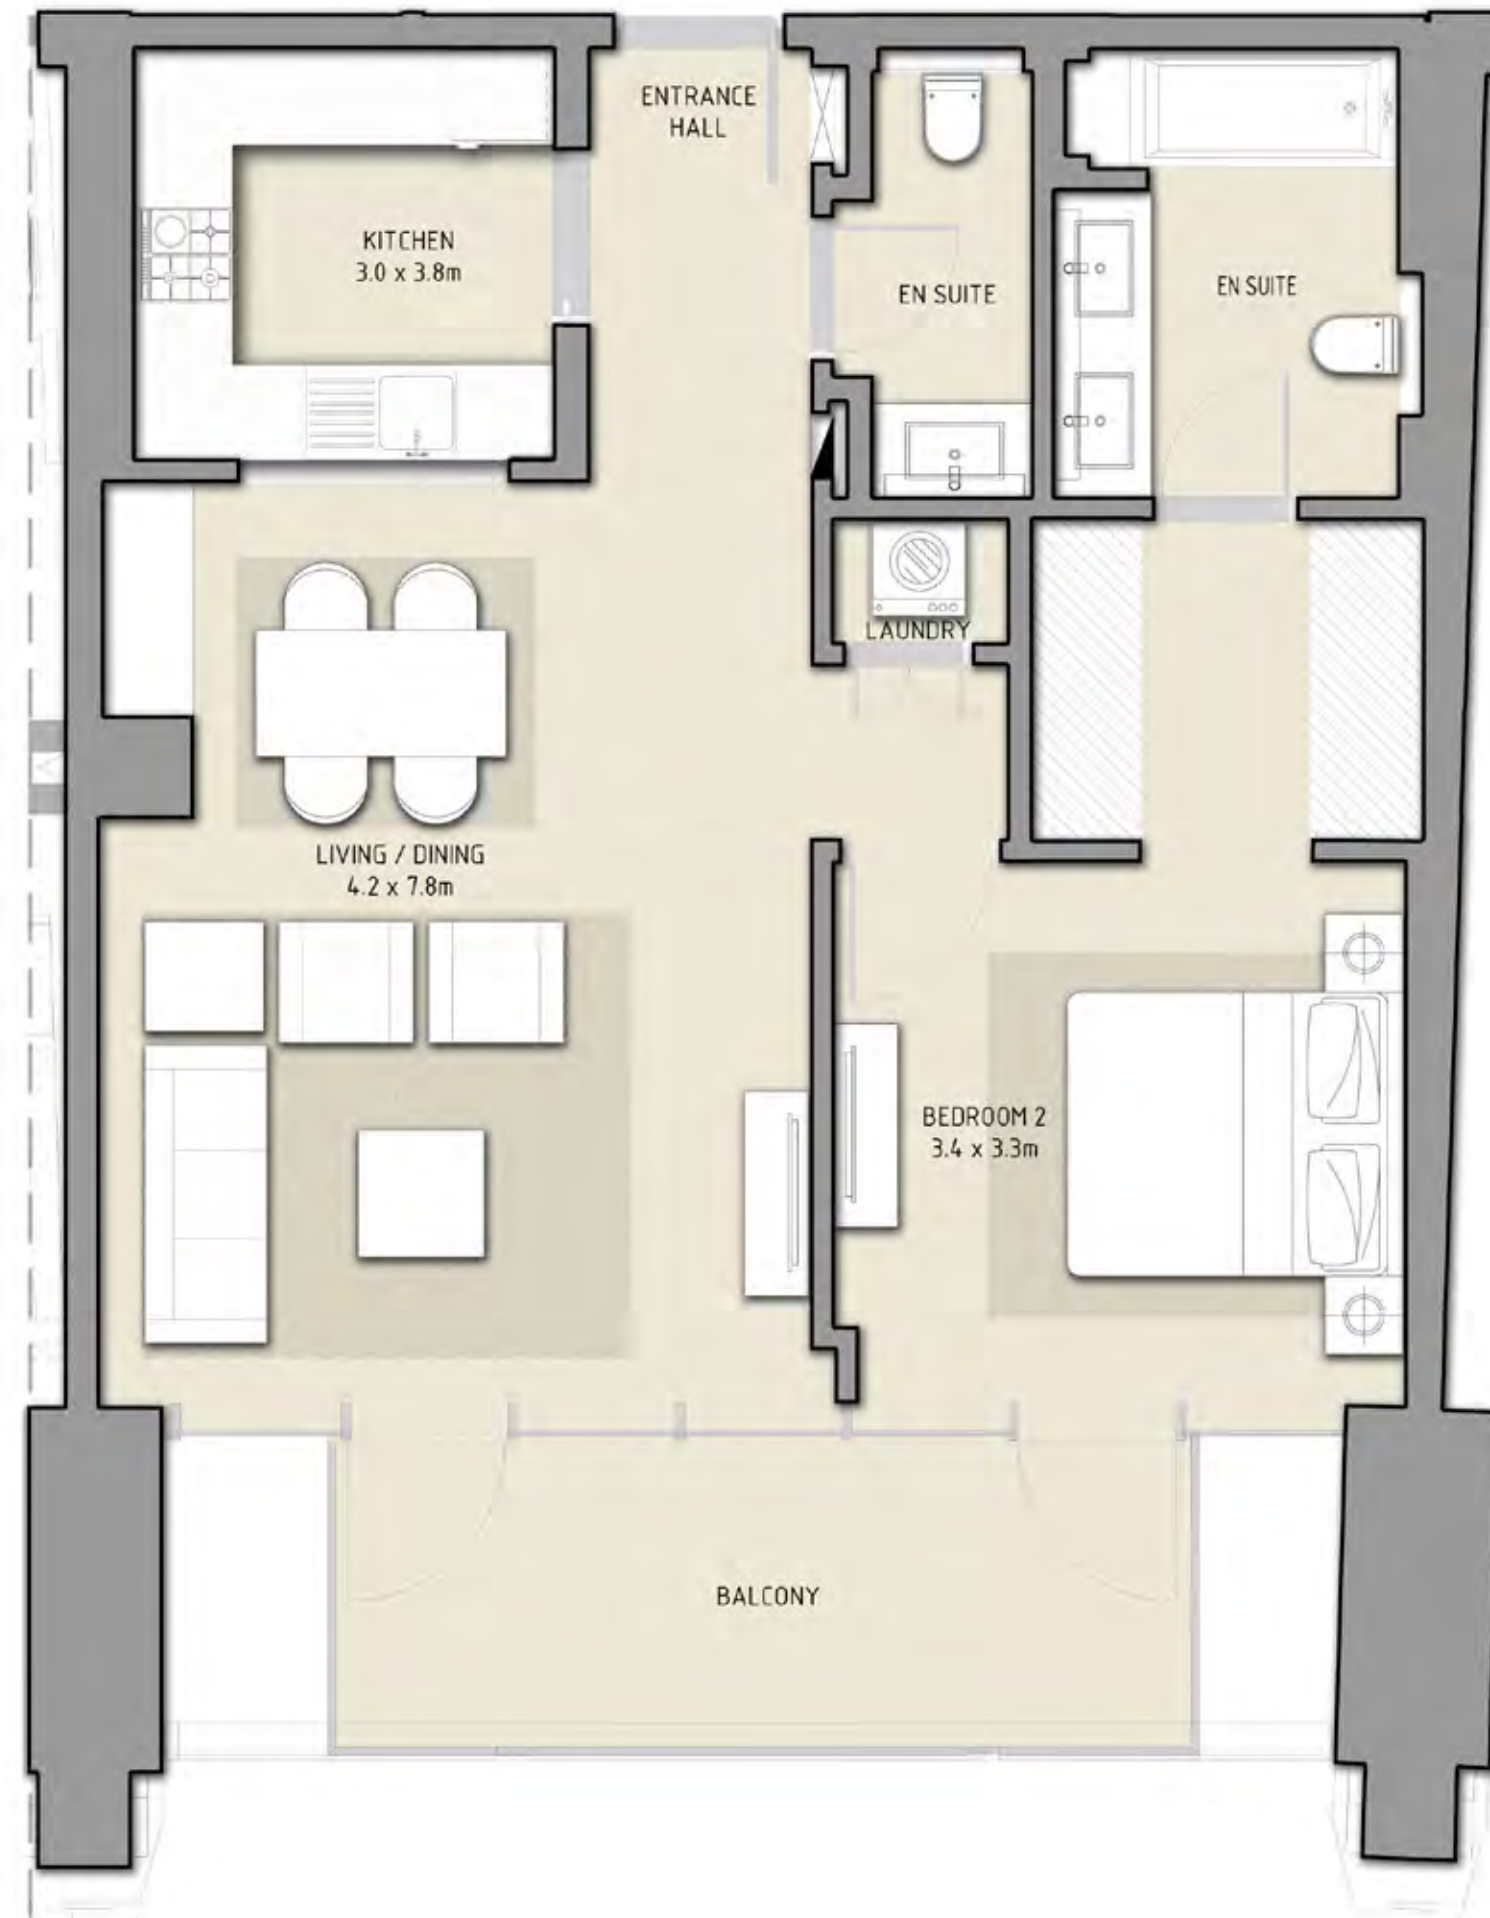 ENTRANCE
HALL
KITCHEN
3.0 x 3.8m
EN SUITE
EN SUITE
LAUNDRY
LIVING / DINING
4.2 x 7.8m
BEDROOM 2
3.4 x 3.3m
BALCONY